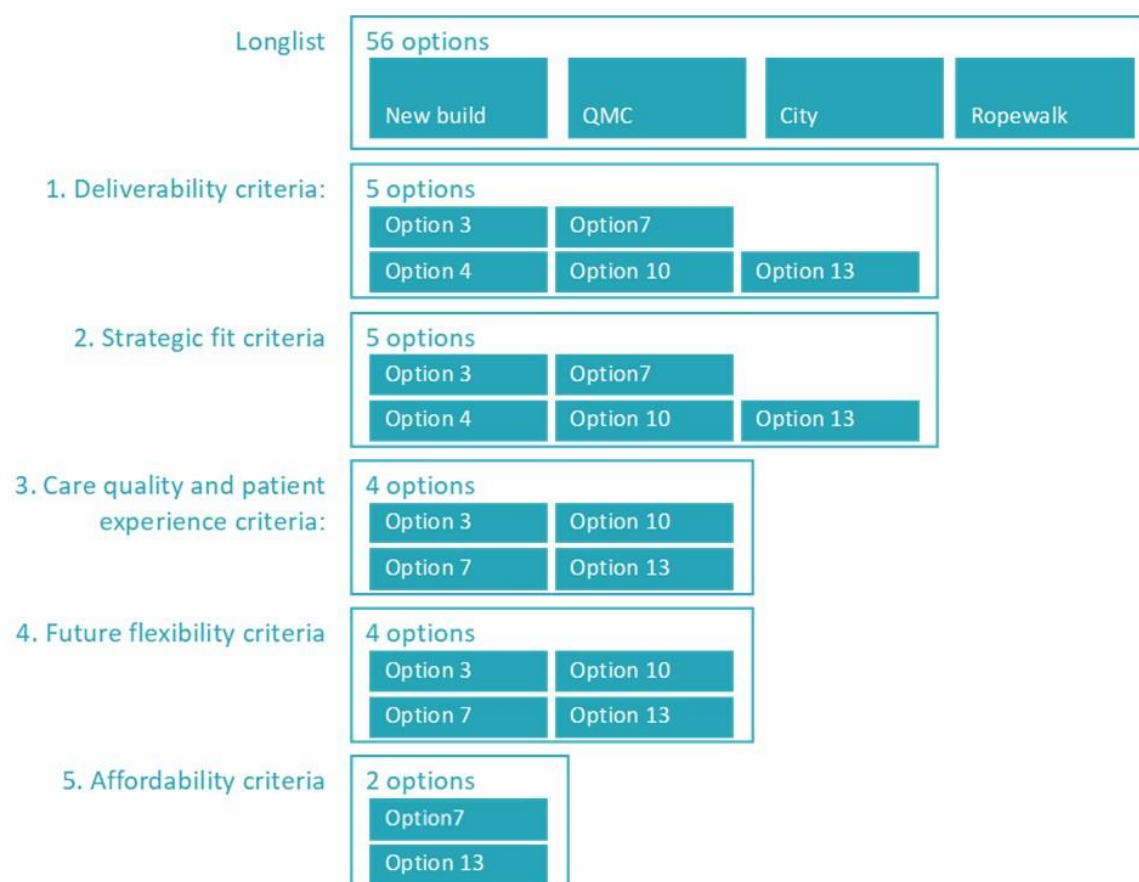 Longlist
56 options
New build
QMC
City
Ropewalk
1. Deliverability criteria:
5 options
Option 3
Option7
Option 4
Option 10
Option 13
2. Strategic fit criteria
5 options
Option 3
Option7
Option 4
Option 10
Option 13
3. Care quality and patient
experience criteria:
4 options
Option 3
Option 10
Option 7
Option 13
4. Future flexibility criteria
4 options
Option 3
Option 10
Option 7
Option 13
5. Affordability criteria
2 options
Option7
Option 13